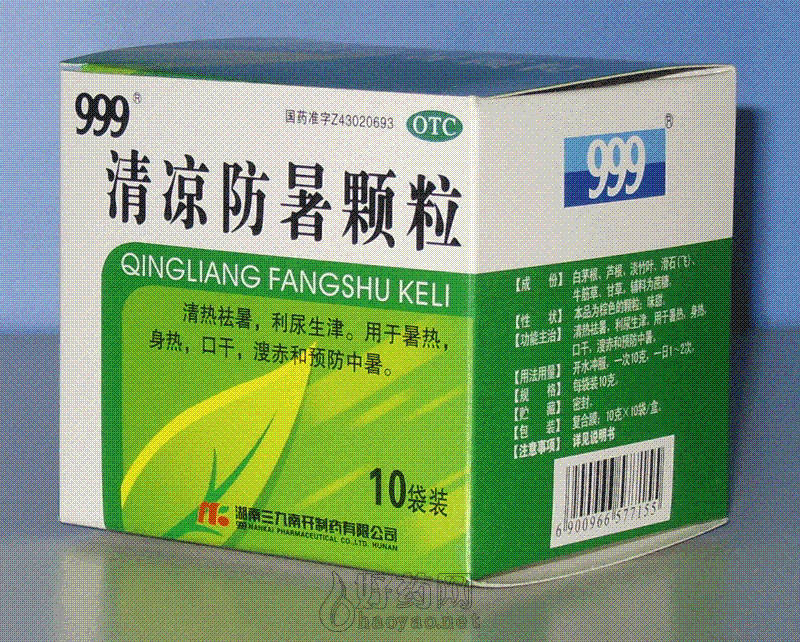 999®
国药准字Z43020693
OTC
清凉防暑颗粒
QINGLIANG FANGSHU KELI
清热祛暑,利尿生津。用于暑热,
身热,口干,溲赤和预防中暑。
10袋装
湖南三九南开制药有限公司
999 NANKAI PHARMACEUTICAL CO.,LTD. HUNAN
999®
【成 份】白茅根、芦根、淡竹叶、滑石(飞)、
牛筋草、甘草。辅料为蔗糖。
【性 状】本品为棕色的颗粒;味甜。
【功能主治】清热祛暑,利尿生津。用于暑热,身热,
口干,溲赤和预防中暑。
【用法用量】开水冲服,一次10克,一日1~2次。
【规 格】每袋装10克。
【贮 藏】密封。
【包 装】复合膜;10克×10袋/盒。
【注意事项】详见说明书
6 900966 577155
好药网
haoyao.net